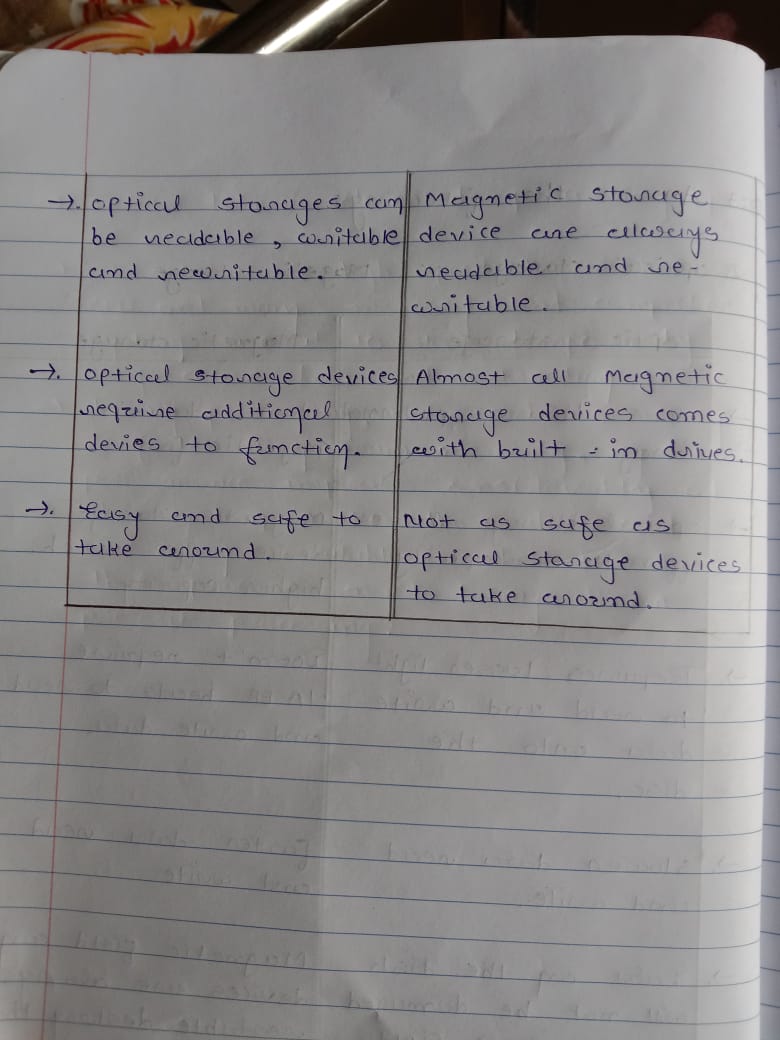 →. Optical storages can
be readable, writable
and rewritable.
Magnetic storage
device are always
readable and re-
writable.
→. Optical storage devices
require additional
devies to function.
Almost all magnetic
storage devices comes
with built-in drives.
→. Easy and safe to
take around.
Not as safe as
optical storage devices
to take around.